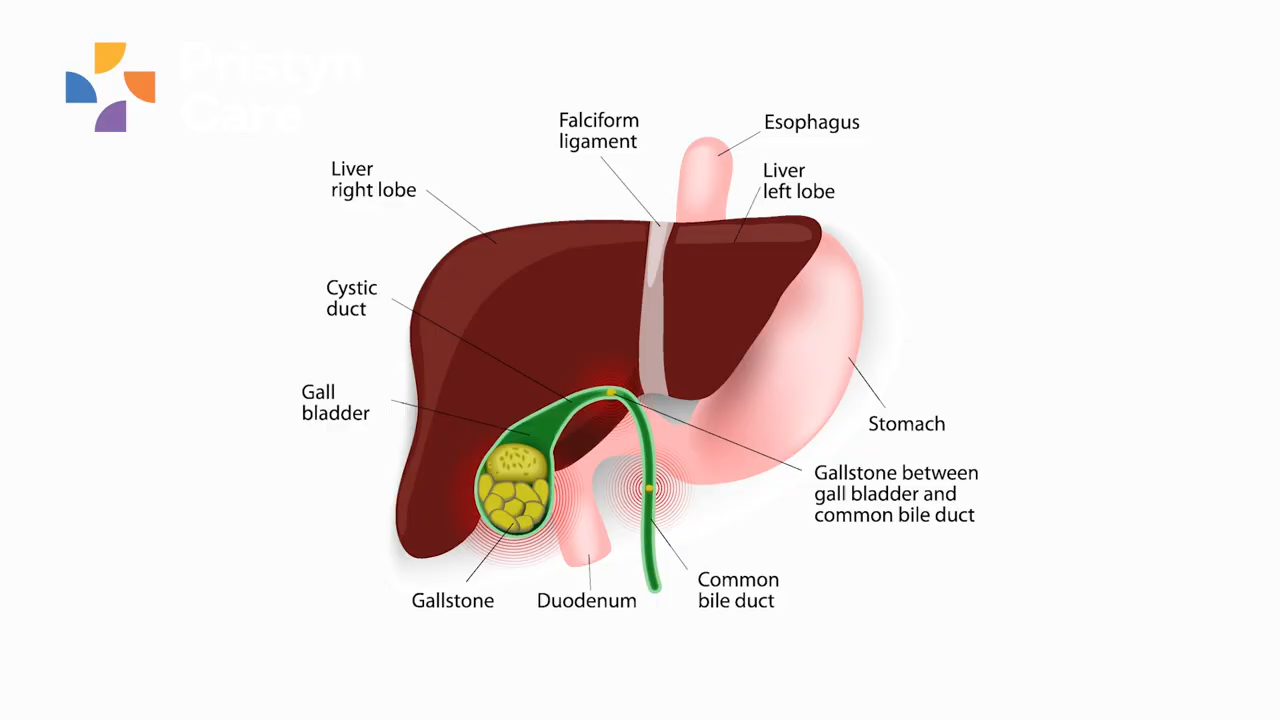 Pristyn
Care
Falciform
ligament
Esophagus
Liver
right lobe
Liver
left lobe
Cystic
duct
Gall
bladder
Stomach
Gallstone between
gall bladder and
common bile duct
Gallstone
Duodenum
Common
bile duct